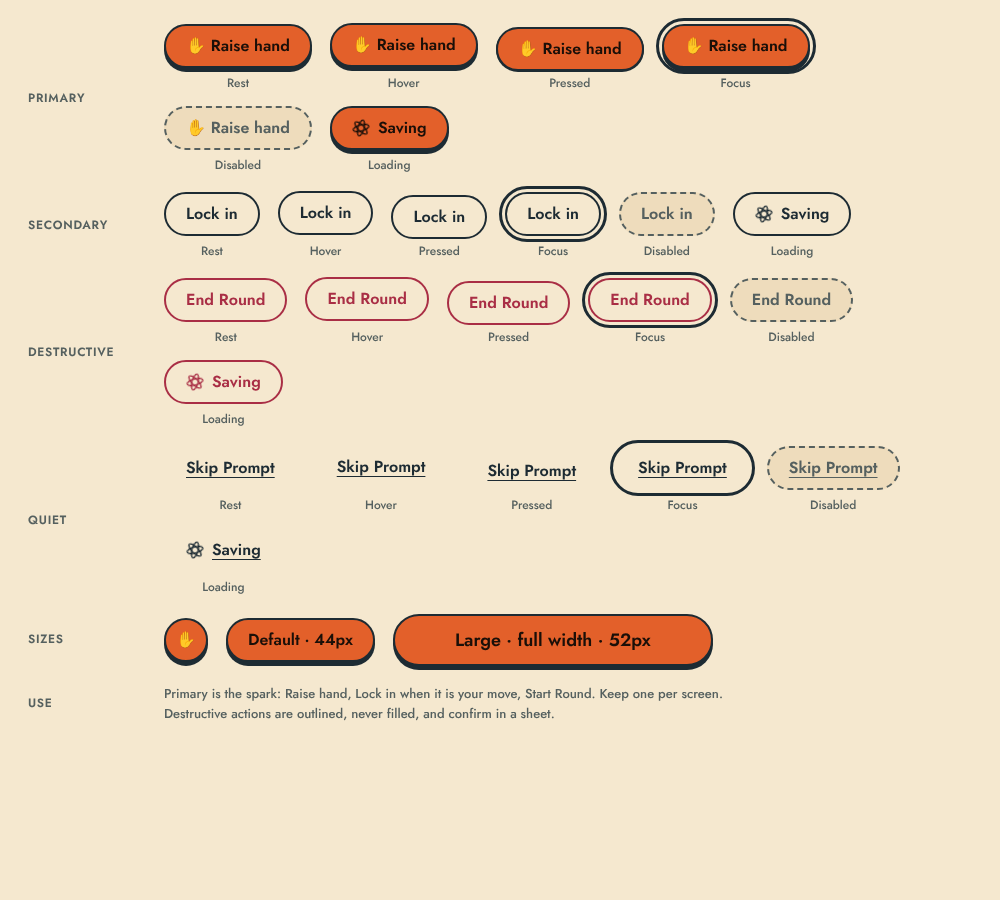 PRIMARY
✋ Raise hand
✋ Raise hand
✋ Raise hand
✋ Raise hand
Rest
Hover
Pressed
Focus
✋ Raise hand
Saving
Disabled
Loading
SECONDARY
Lock in
Lock in
Lock in
Lock in
Lock in
Saving
Rest
Hover
Pressed
Focus
Disabled
Loading
DESTRUCTIVE
End Round
End Round
End Round
End Round
End Round
Rest
Hover
Pressed
Focus
Disabled
Saving
Loading
QUIET
Skip Prompt
Skip Prompt
Skip Prompt
Skip Prompt
Skip Prompt
Rest
Hover
Pressed
Focus
Disabled
Saving
Loading
SIZES
✋
Default · 44px
Large · full width · 52px
USE
Primary is the spark: Raise hand, Lock in when it is your move, Start Round. Keep one per screen.
Destructive actions are outlined, never filled, and confirm in a sheet.